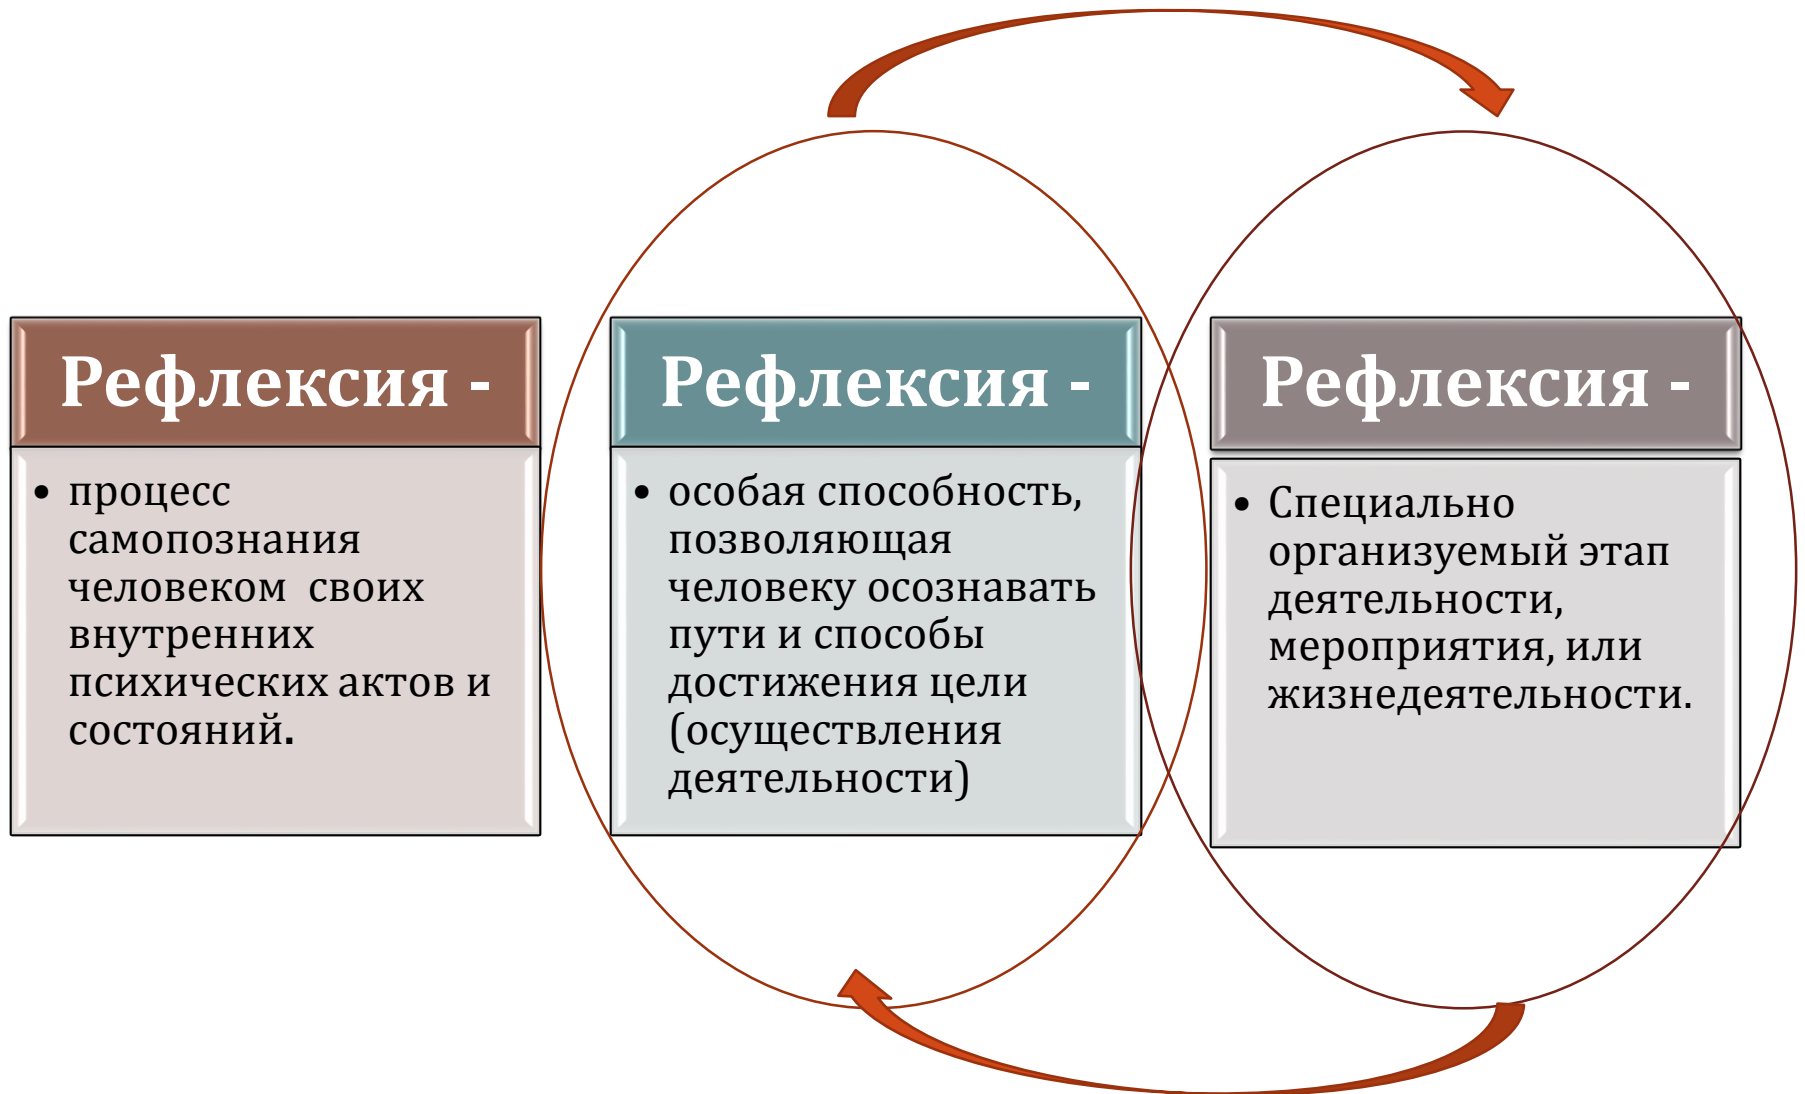 Рефлексия -
• процесс
самопознания
человеком своих
внутренних
психических актов и
состояний.
Рефлексия -
• особая способность,
позволяющая
человеку осознавать
пути и способы
достижения цели
(осуществления
деятельности)
Рефлексия -
• Специально
организуемый этап
деятельности,
мероприятия, или
жизнедеятельности.